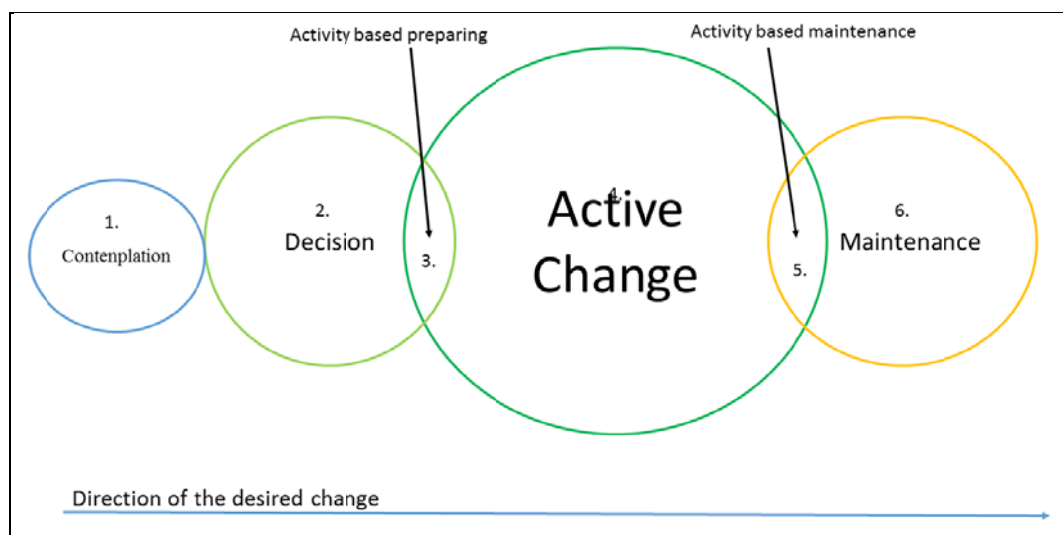 Activity based preparing
Activity based maintenance
1.
Contenplation
2.
Decision
3.
4.
Active
Change
5.
6.
Maintenance
Direction of the desired change